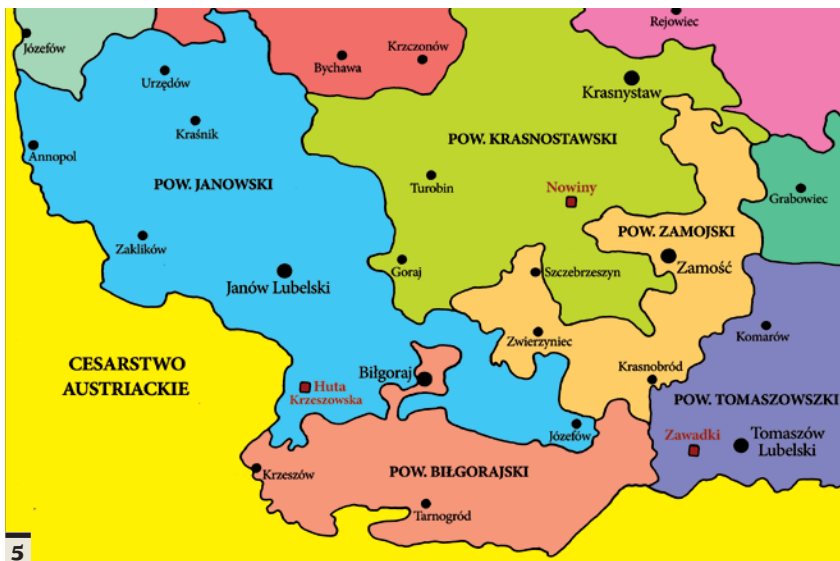 Józefów
Rejowiec
Krzczonów
Bychawa
Urzędów
Krasnystaw
Kraśnik
POW. KRASNOSTAWSKI
Annopol
POW. JANOWSKI
Turobin
Nowiny
Grabowiec
POW. ZAMOJSKI
Zaklików
Goraj
Szczebrzeszyn
Zamość
Janów Lubelski
Zwierzyniec
Komarów
CESARSTWO
AUSTRIACKIE
Biłgoraj
Krasnobród
Huta
Krzeszowska
POW. TOMASZOWSZKI
Józefów
Zawadki
Tomaszów
Lubelski
Krzeszów
POW. BIŁGORAJSKI
Tarnogród
5